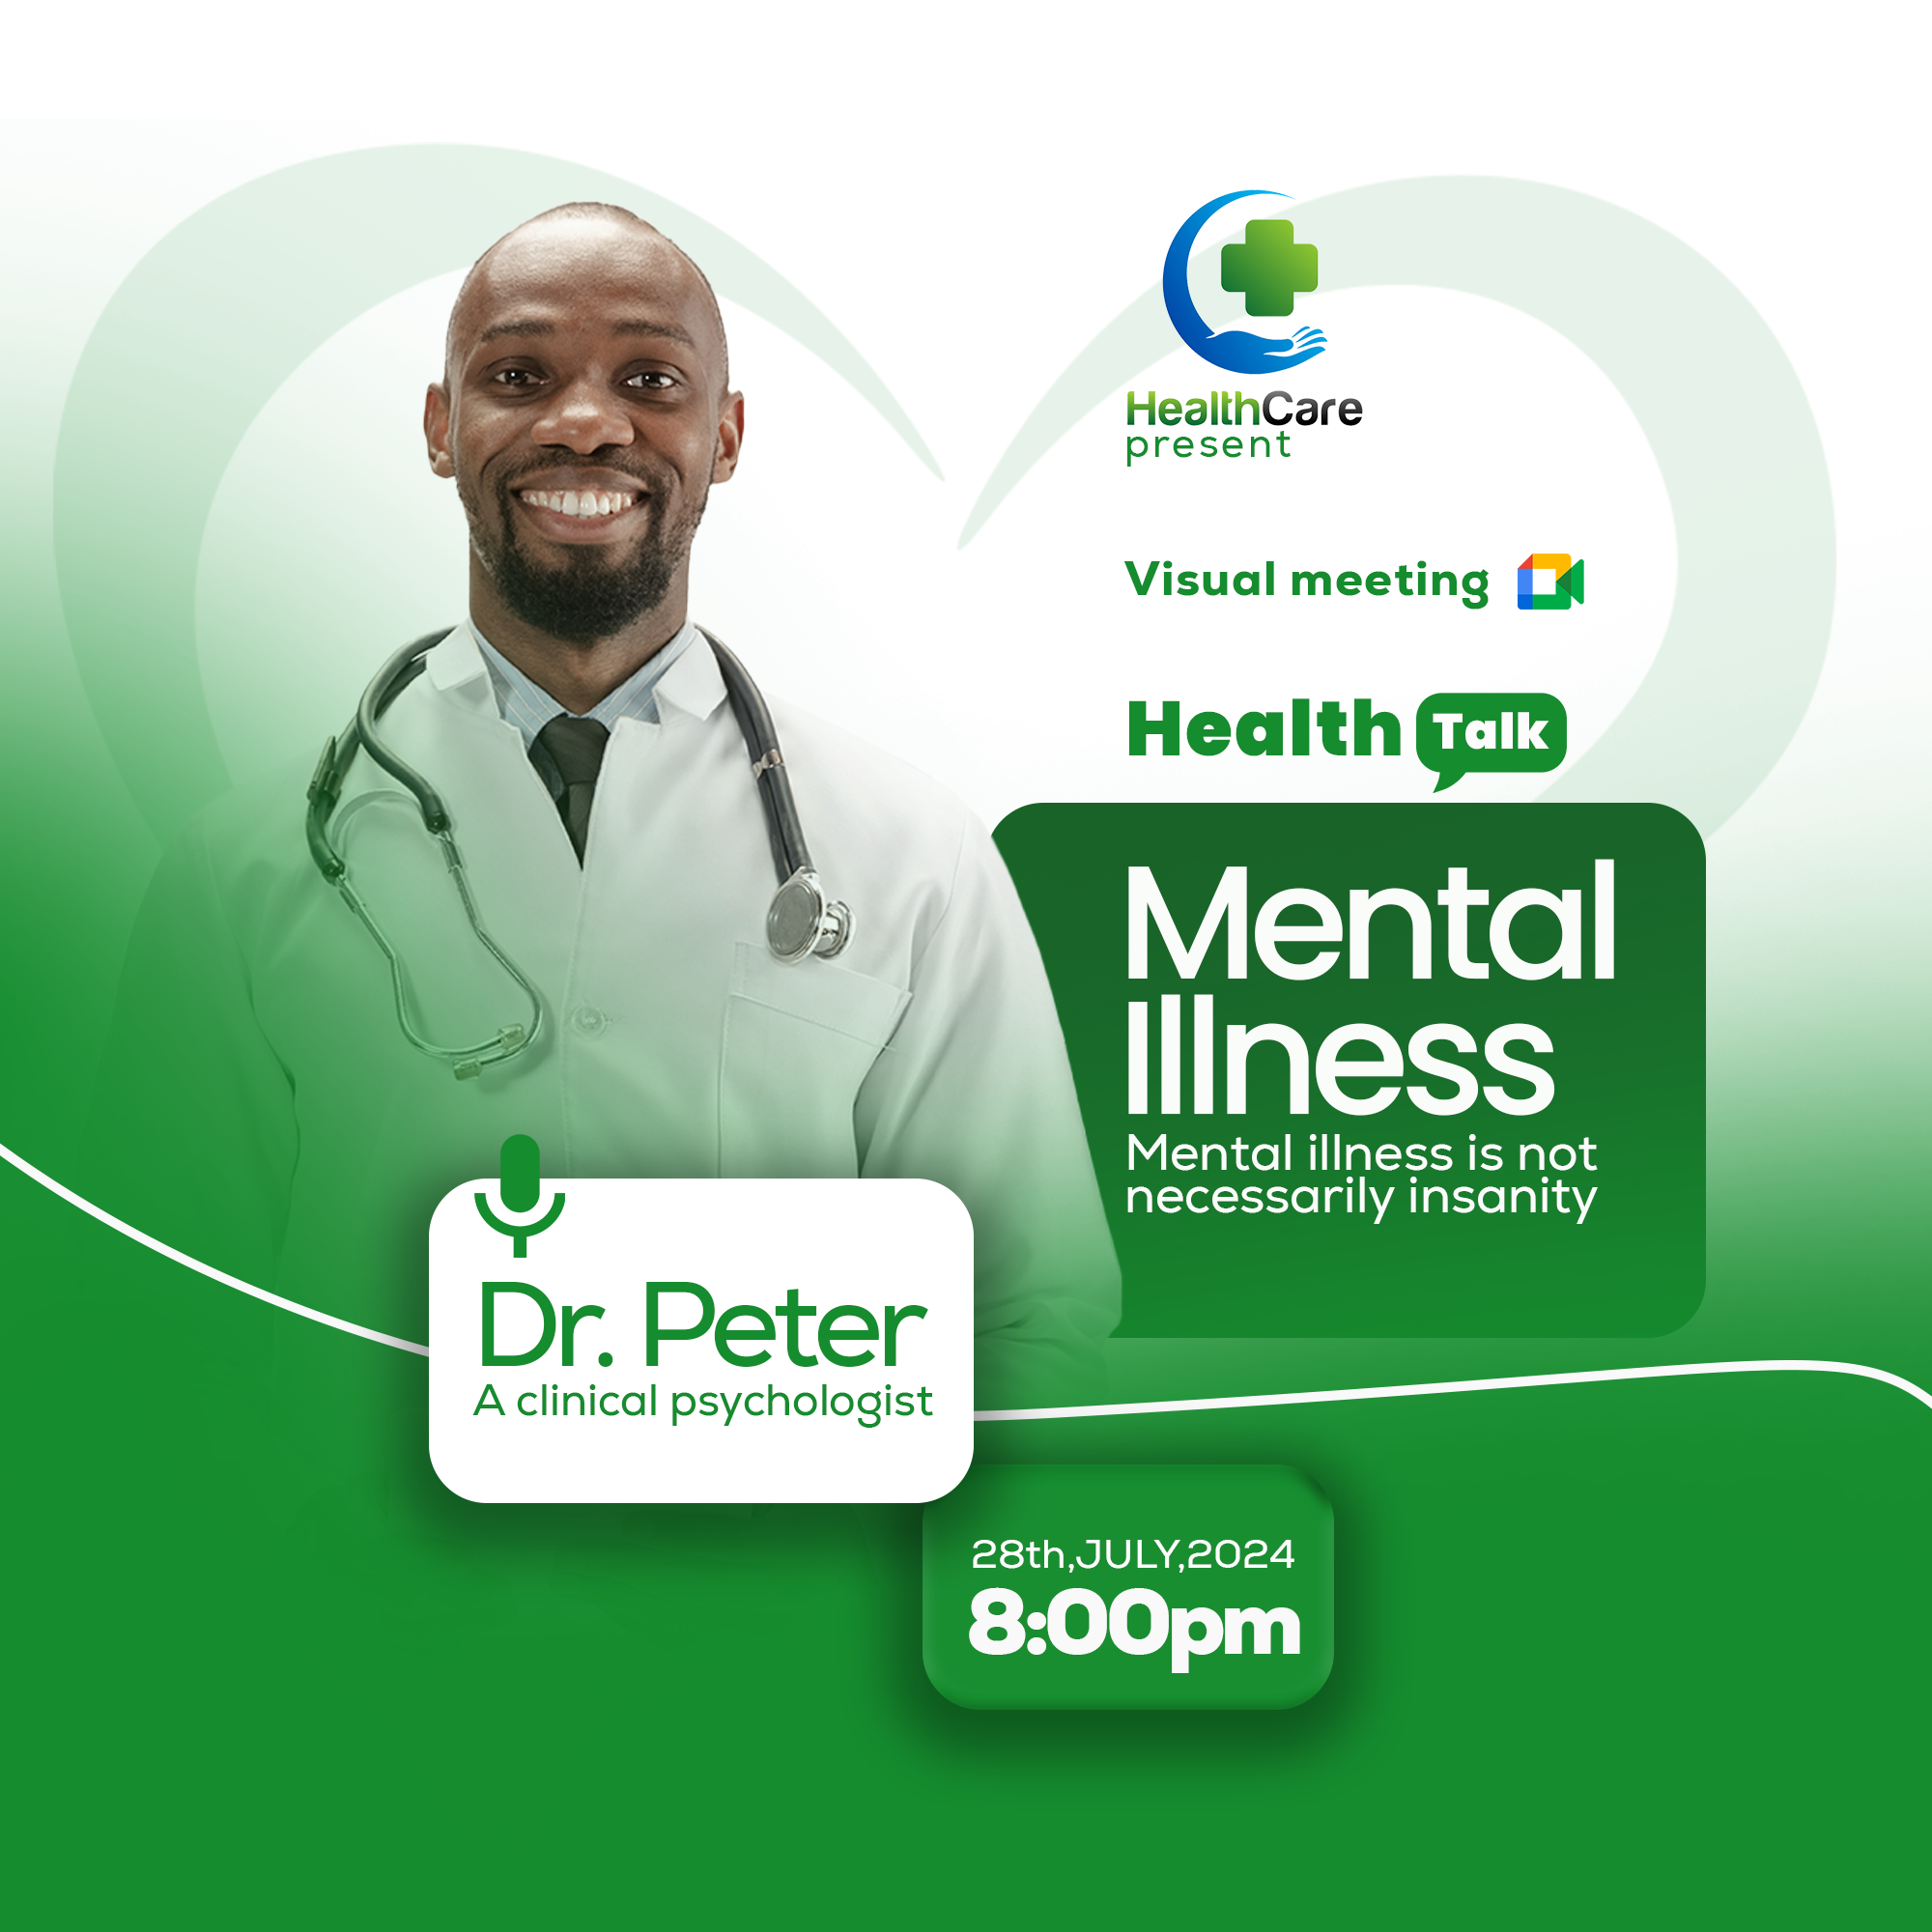 HealthCare
present
Visual meeting
Health Talk
Mental
Illness
Mental illness is not
necessarily insanity
Dr. Peter
A clinical psychologist
28th,JULY,2024
8:00pm